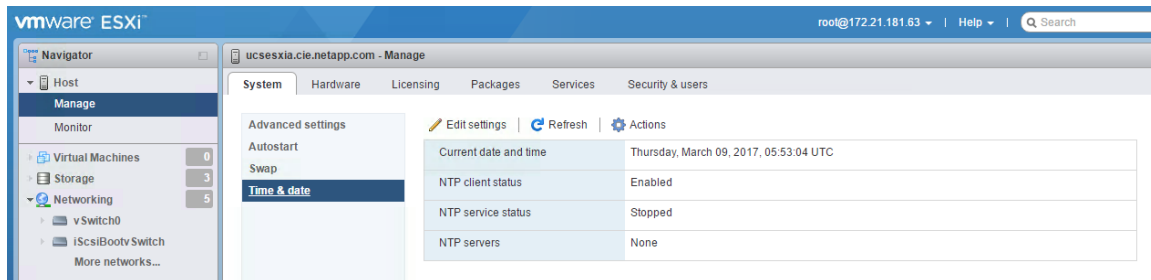 vmware ESXi™
root@172.21.181.63 | Help | Search
Navigator
Host
Manage
Monitor
Virtual Machines 0
Storage 3
Networking 5
vSwitch0
iScsiBootvSwitch
More networks...
ucsesxia.cie.netapp.com - Manage
System Hardware Licensing Packages Services Security & users
Advanced settings
Autostart
Swap
Time & date
Edit settings | Refresh | Actions
Current date and time Thursday, March 09, 2017, 05:53:04 UTC
NTP client status Enabled
NTP service status Stopped
NTP servers None